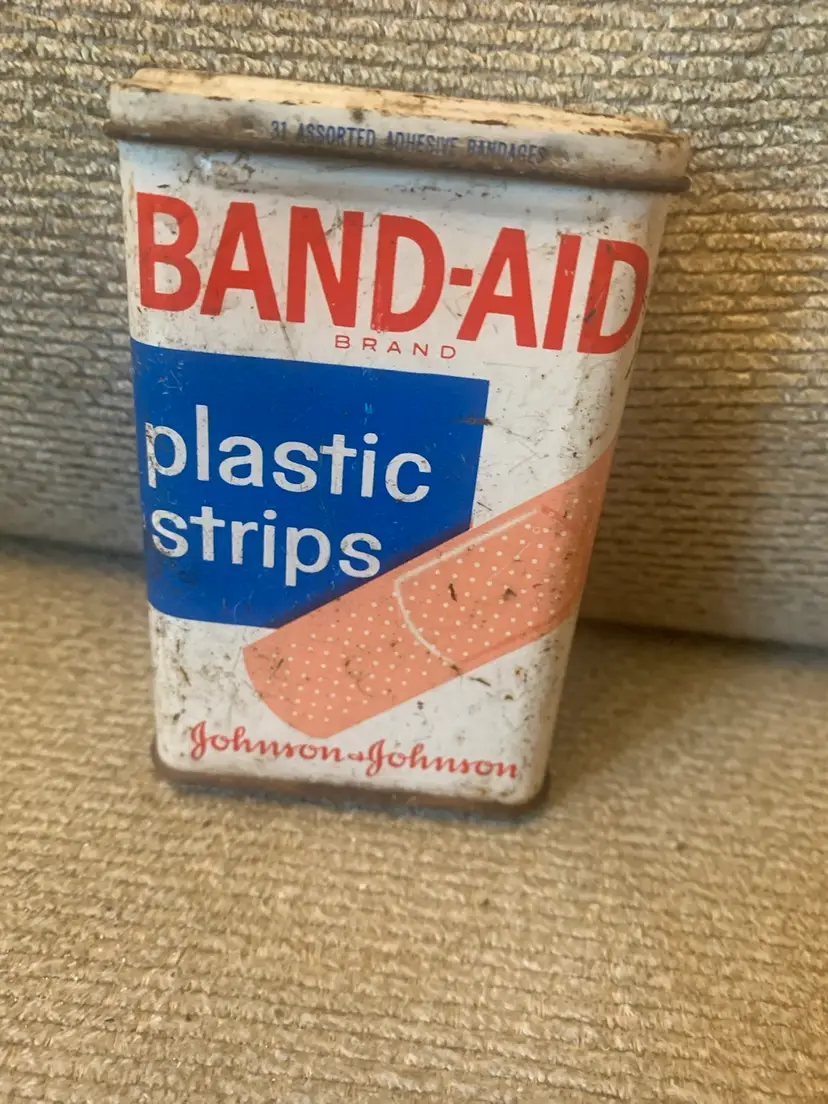 31 ASSORTED ADHESIVE BANDAGES
BAND-AID
BRAND
plastic
strips
Johnson & Johnson